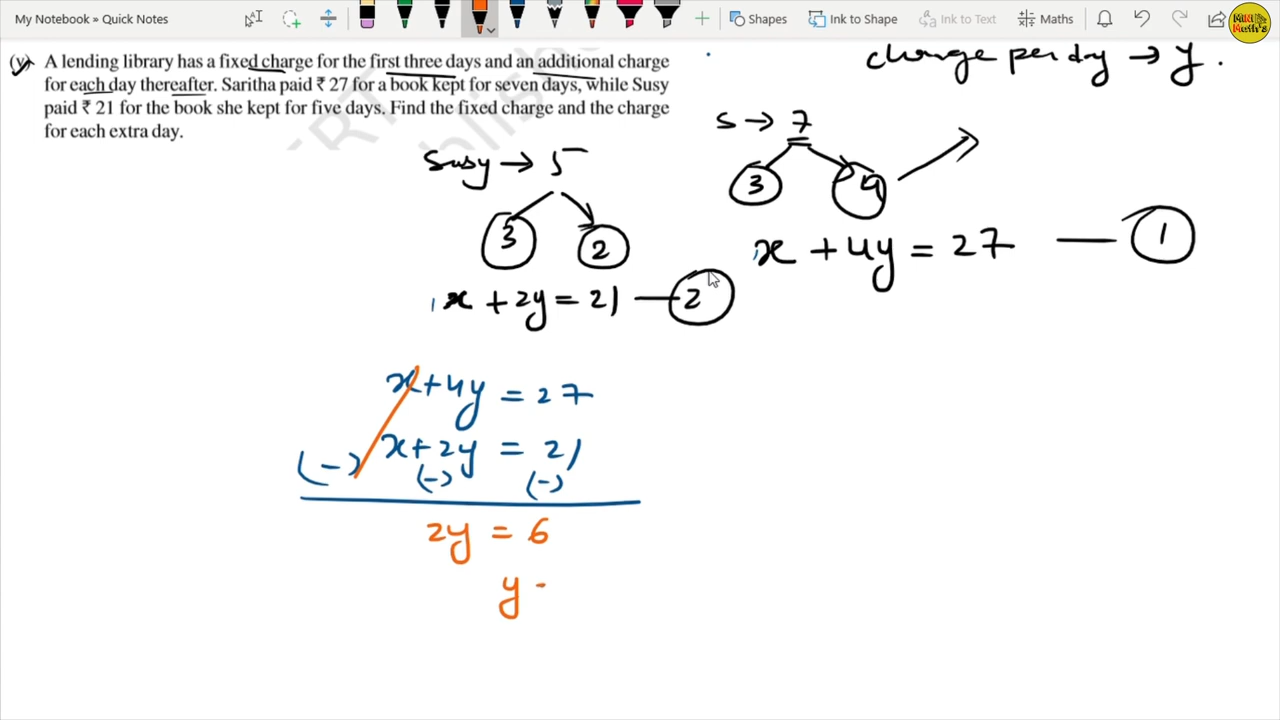 My Notebook » Quick Notes
Shapes Ink to Shape Ink to Text Maths
MiKi Math's
(v) A lending library has a fixed charge for the first three days and an additional charge
for each day thereafter. Saritha paid ₹ 27 for a book kept for seven days, while Susy
paid ₹ 21 for the book she kept for five days. Find the fixed charge and the charge
for each extra day.
charge per day → y.
s → 7
3 4
x + 4y = 27 — 1
Susy → 5
3 2
x + 2y = 21 — 2
x + 4y = 27
x + 2y = 21
(-) (-) (-)
2y = 6
y -